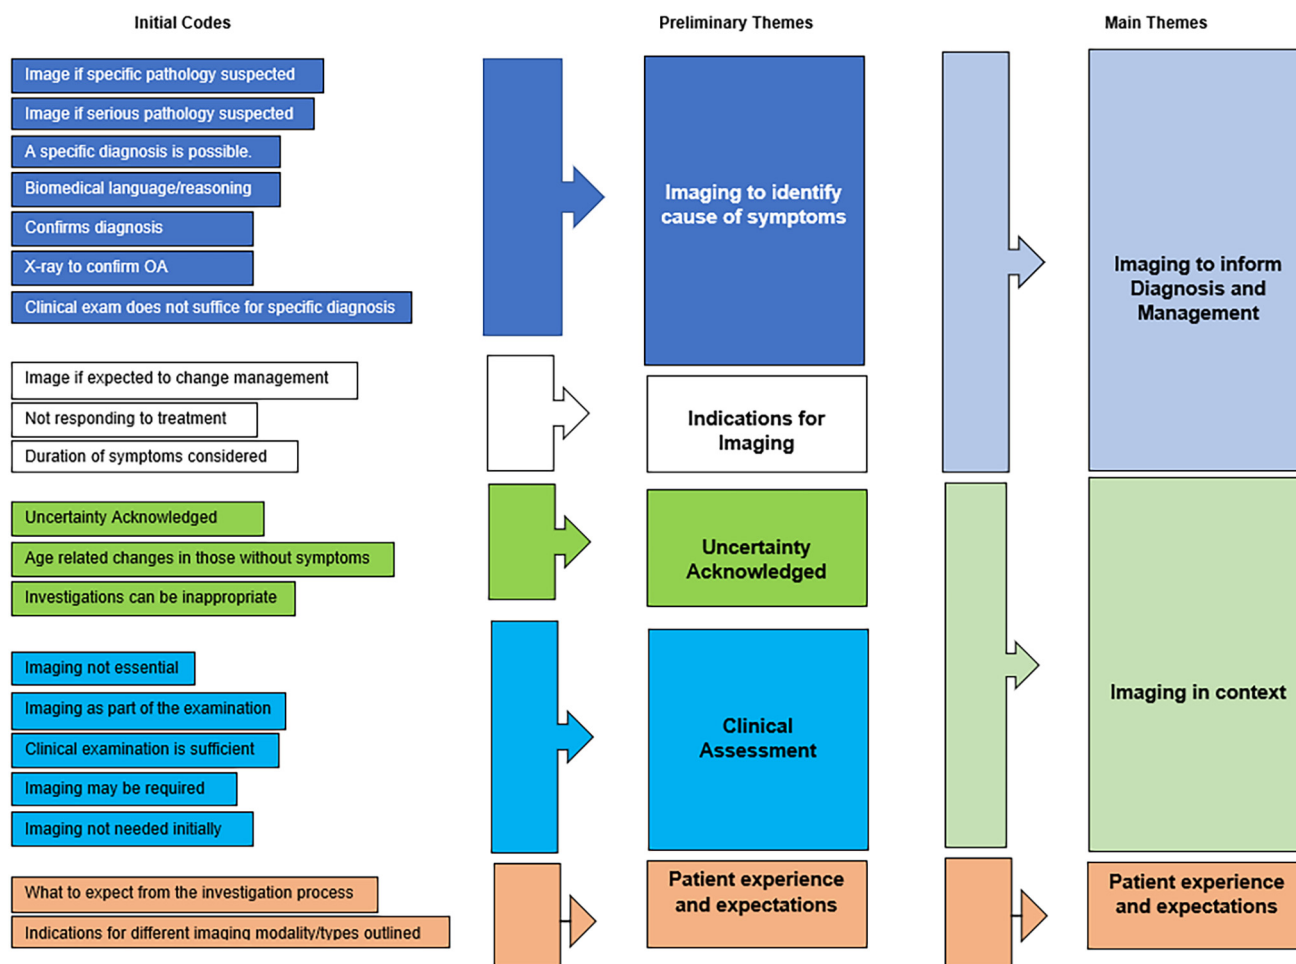 Initial Codes
Preliminary Themes
Main Themes
Image if specific pathology suspected
Image if serious pathology suspected
A specific diagnosis is possible.
Biomedical language/reasoning
Confirms diagnosis
X-ray to confirm OA
Clinical exam does not suffice for specific diagnosis
Image if expected to change management
Not responding to treatment
Duration of symptoms considered
Uncertainty Acknowledged
Age related changes in those without symptoms
Investigations can be inappropriate
Imaging not essential
Imaging as part of the examination
Clinical examination is sufficient
Imaging may be required
Imaging not needed initially
What to expect from the investigation process
Indications for different imaging modality/types outlined
Imaging to identify
cause of symptoms
Indications for
Imaging
Uncertainty
Acknowledged
Clinical
Assessment
Patient experience
and expectations
Imaging to inform
Diagnosis and
Management
Imaging in context
Patient experience
and expectations